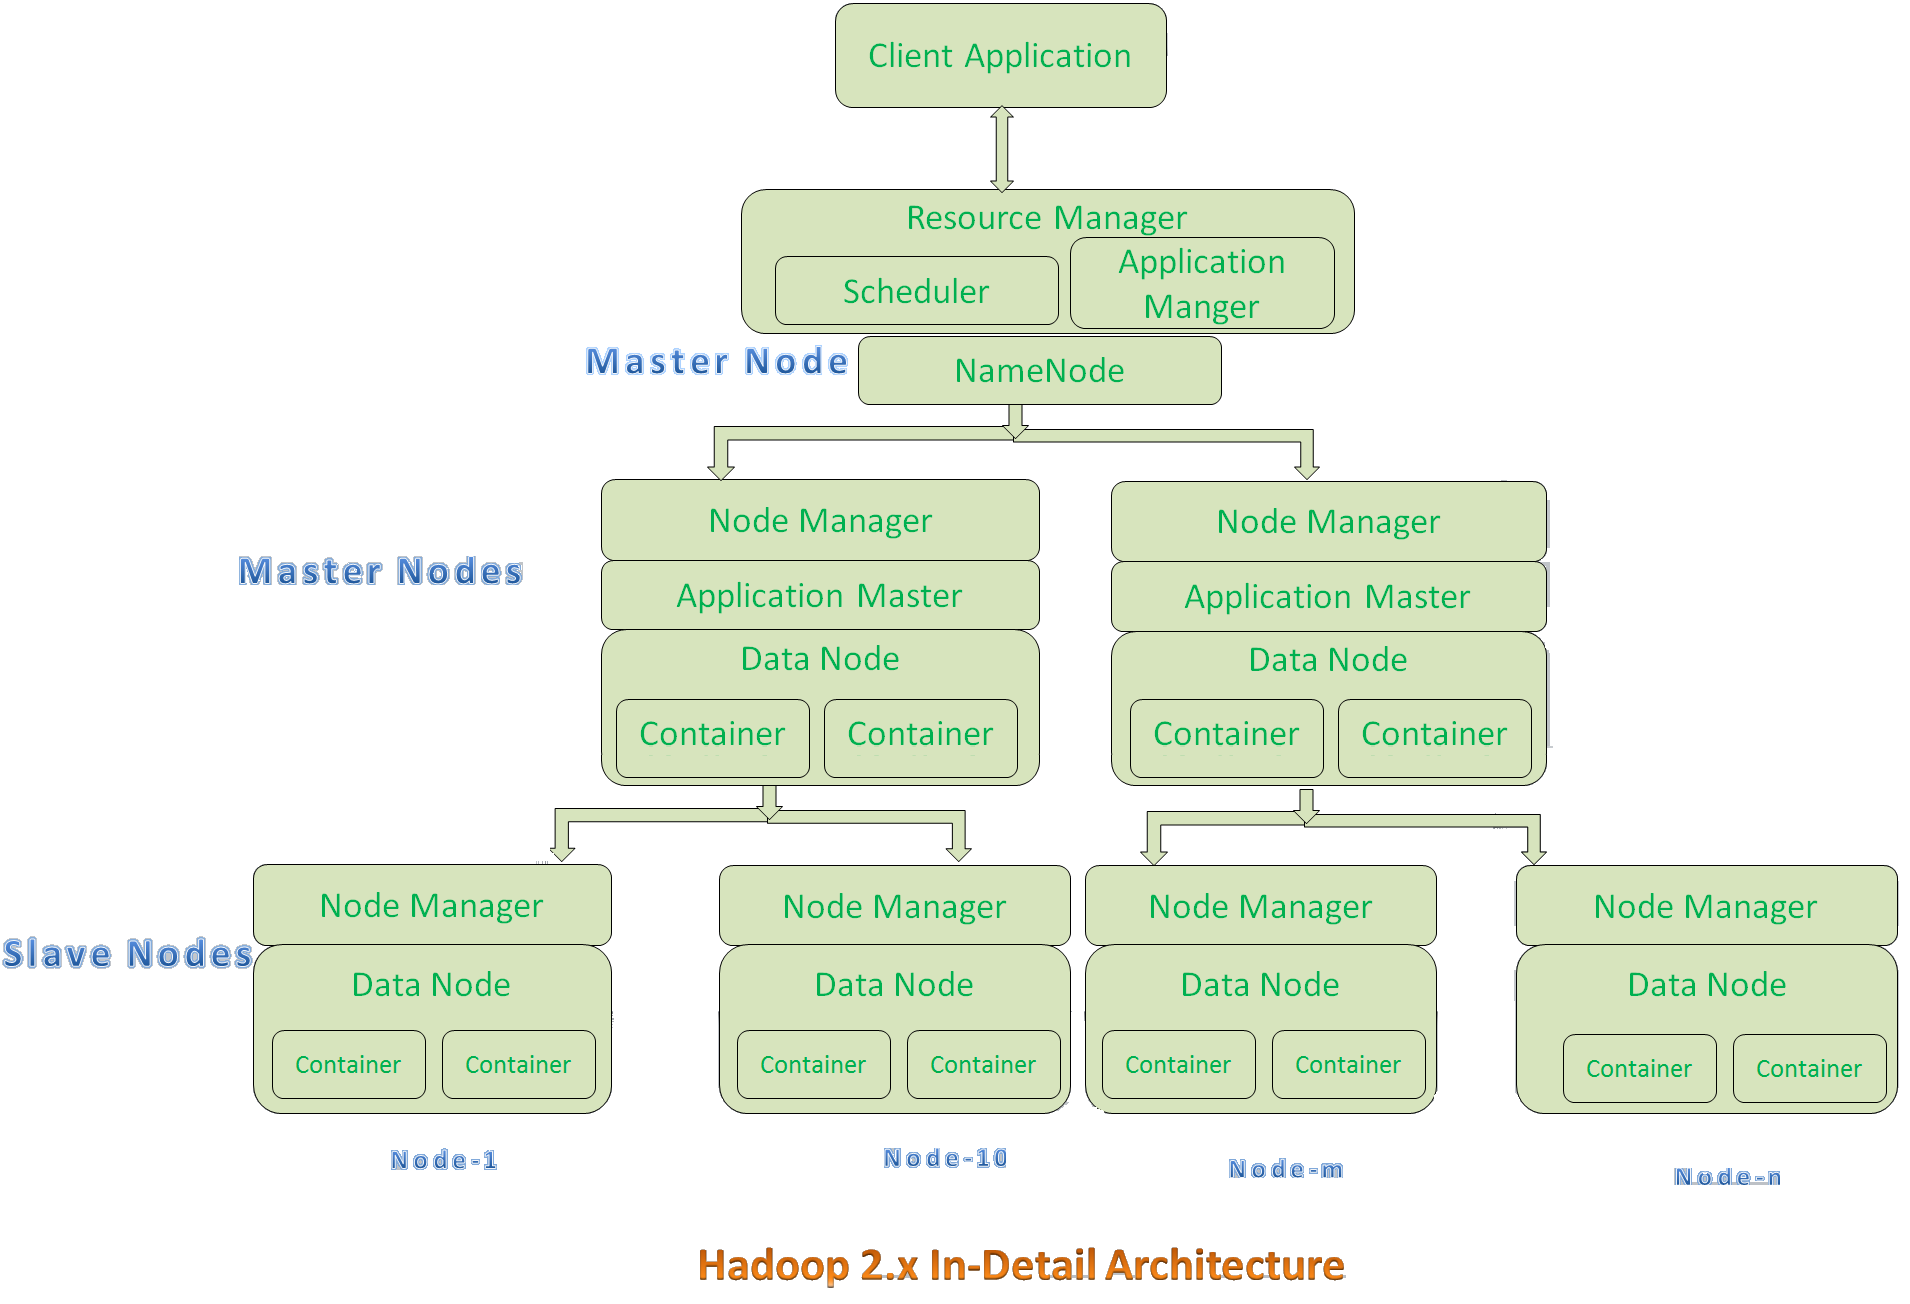 Client Application
Resource Manager
Scheduler
Application
Manger
Master Node
NameNode
Node Manager
Node Manager
Master Nodes
Application Master
Application Master
Data Node
Data Node
Container
Container
Container
Container
Node Manager
Node Manager
Node Manager
Node Manager
Slave Nodes
Data Node
Data Node
Data Node
Data Node
Container
Container
Container
Container
Container
Container
Container
Container
Node-1
Node-10
Node-m
Node-n
Hadoop 2.x In-Detail Architecture